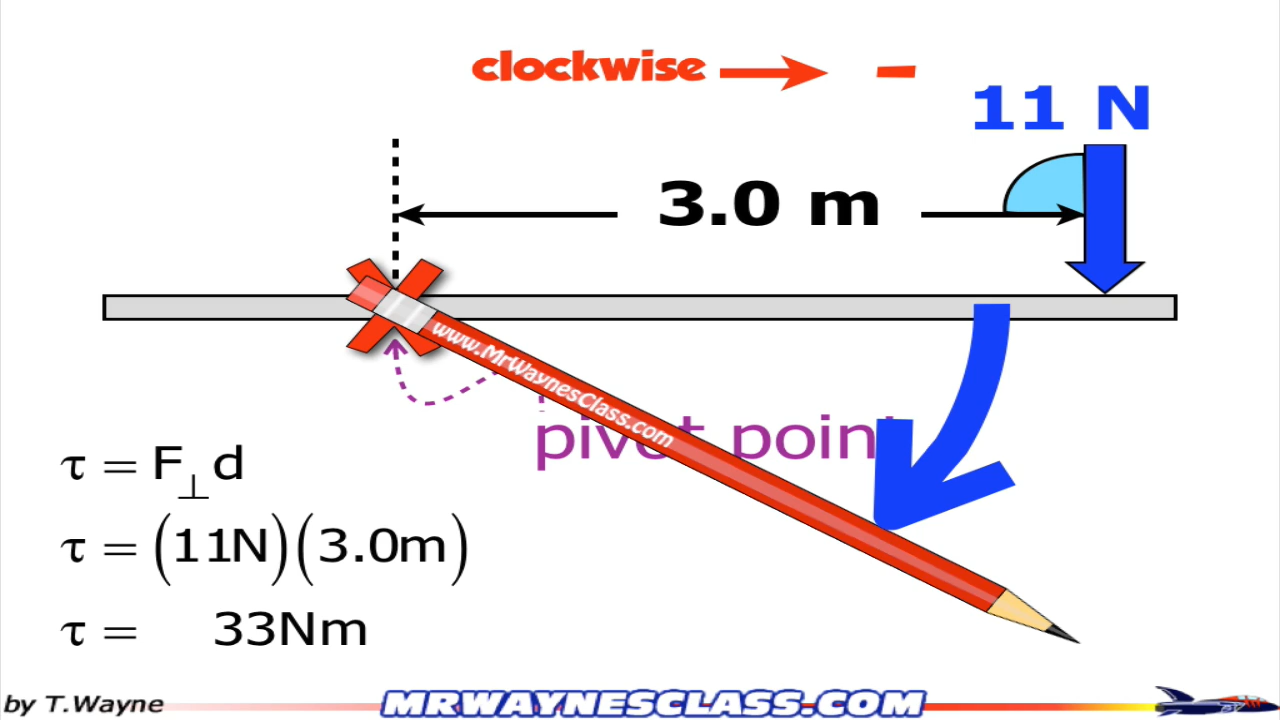 clockwise → -
11 N
3.0 m
www.MrWaynesClass.com
pivot point
τ = F⊥d
τ = (11N)(3.0m)
τ = 33Nm
by T.Wayne
MRWAYNESCLASS.COM